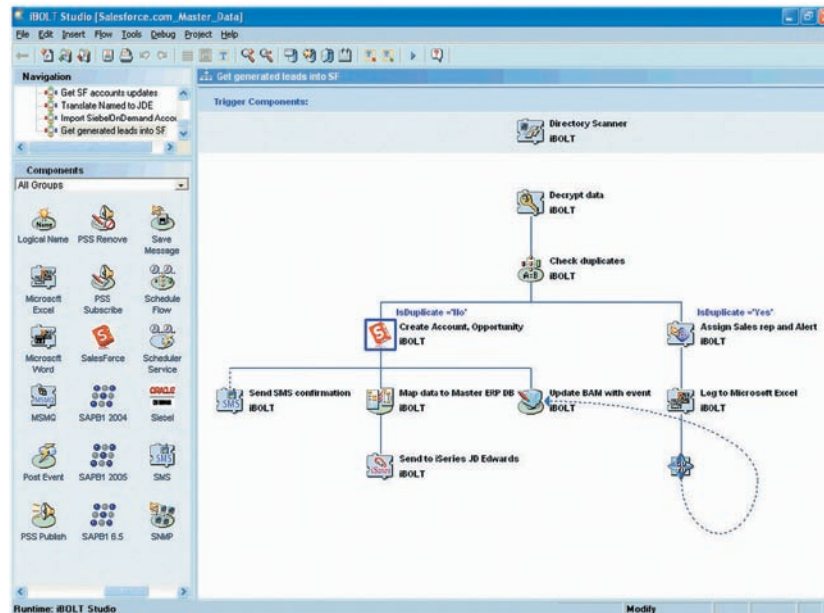 iBOLT Studio [Salesforce.com_Master_Data]
File Edit Insert Flow Tools Debug Project Help
Navigation
Get SF accounts updates
Translate Named to JDE
Import SiebelOnDemand Accou
Get generated leads into SF
Components
All Groups
Logical Name PSS Remove Save Message
Microsoft Excel PSS Subscribe Schedule Flow
Microsoft Word SalesForce Scheduler Service
MSMQ SAPB1 2004 Siebel
Post Event SAPB1 2005 SMS
PSS Publish SAPB1 6.5 SNMP
ORACLE
SMS
Get generated leads into SF
Trigger Components:
Directory Scanner
iBOLT
Decrypt data
iBOLT
Check duplicates
iBOLT
IsDuplicate ='No'
Create Account, Opportunity
iBOLT
IsDuplicate ='Yes'
Assign Sales rep and Alert
iBOLT
Send SMS confirmation
iBOLT
Map data to Master ERP DB
iBOLT
Update BAM with event
iBOLT
Log to Microsoft Excel
iBOLT
Send to iSeries JD Edwards
iBOLT
Runtime: iBOLT Studio
Modify